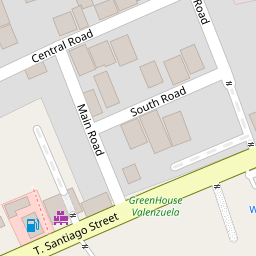 Central Road
Road
South Road
Main Road
GreenHouse
Valenzuela
T. Santiago Street
W